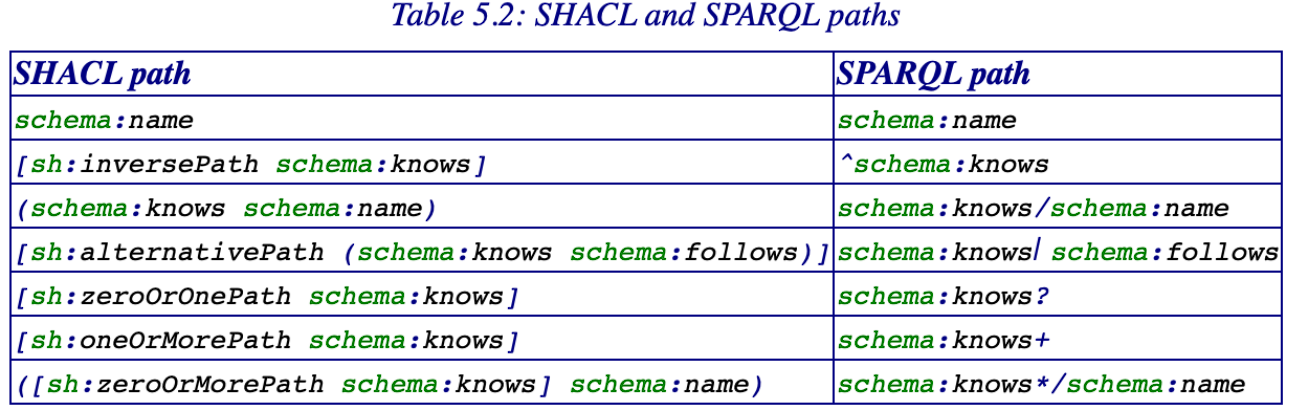 Table 5.2: SHACL and SPARQL paths
SHACL path SPARQL path
schema:name schema:name
[sh:inversePath schema:knows] ^schema:knows
(schema:knows schema:name) schema:knows/schema:name
[sh:alternativePath (schema:knows schema:follows)] schema:knows| schema:follows
[sh:zeroOrOnePath schema:knows] schema:knows?
[sh:oneOrMorePath schema:knows] schema:knows+
([sh:zeroOrMorePath schema:knows] schema:name) schema:knows*/schema:name